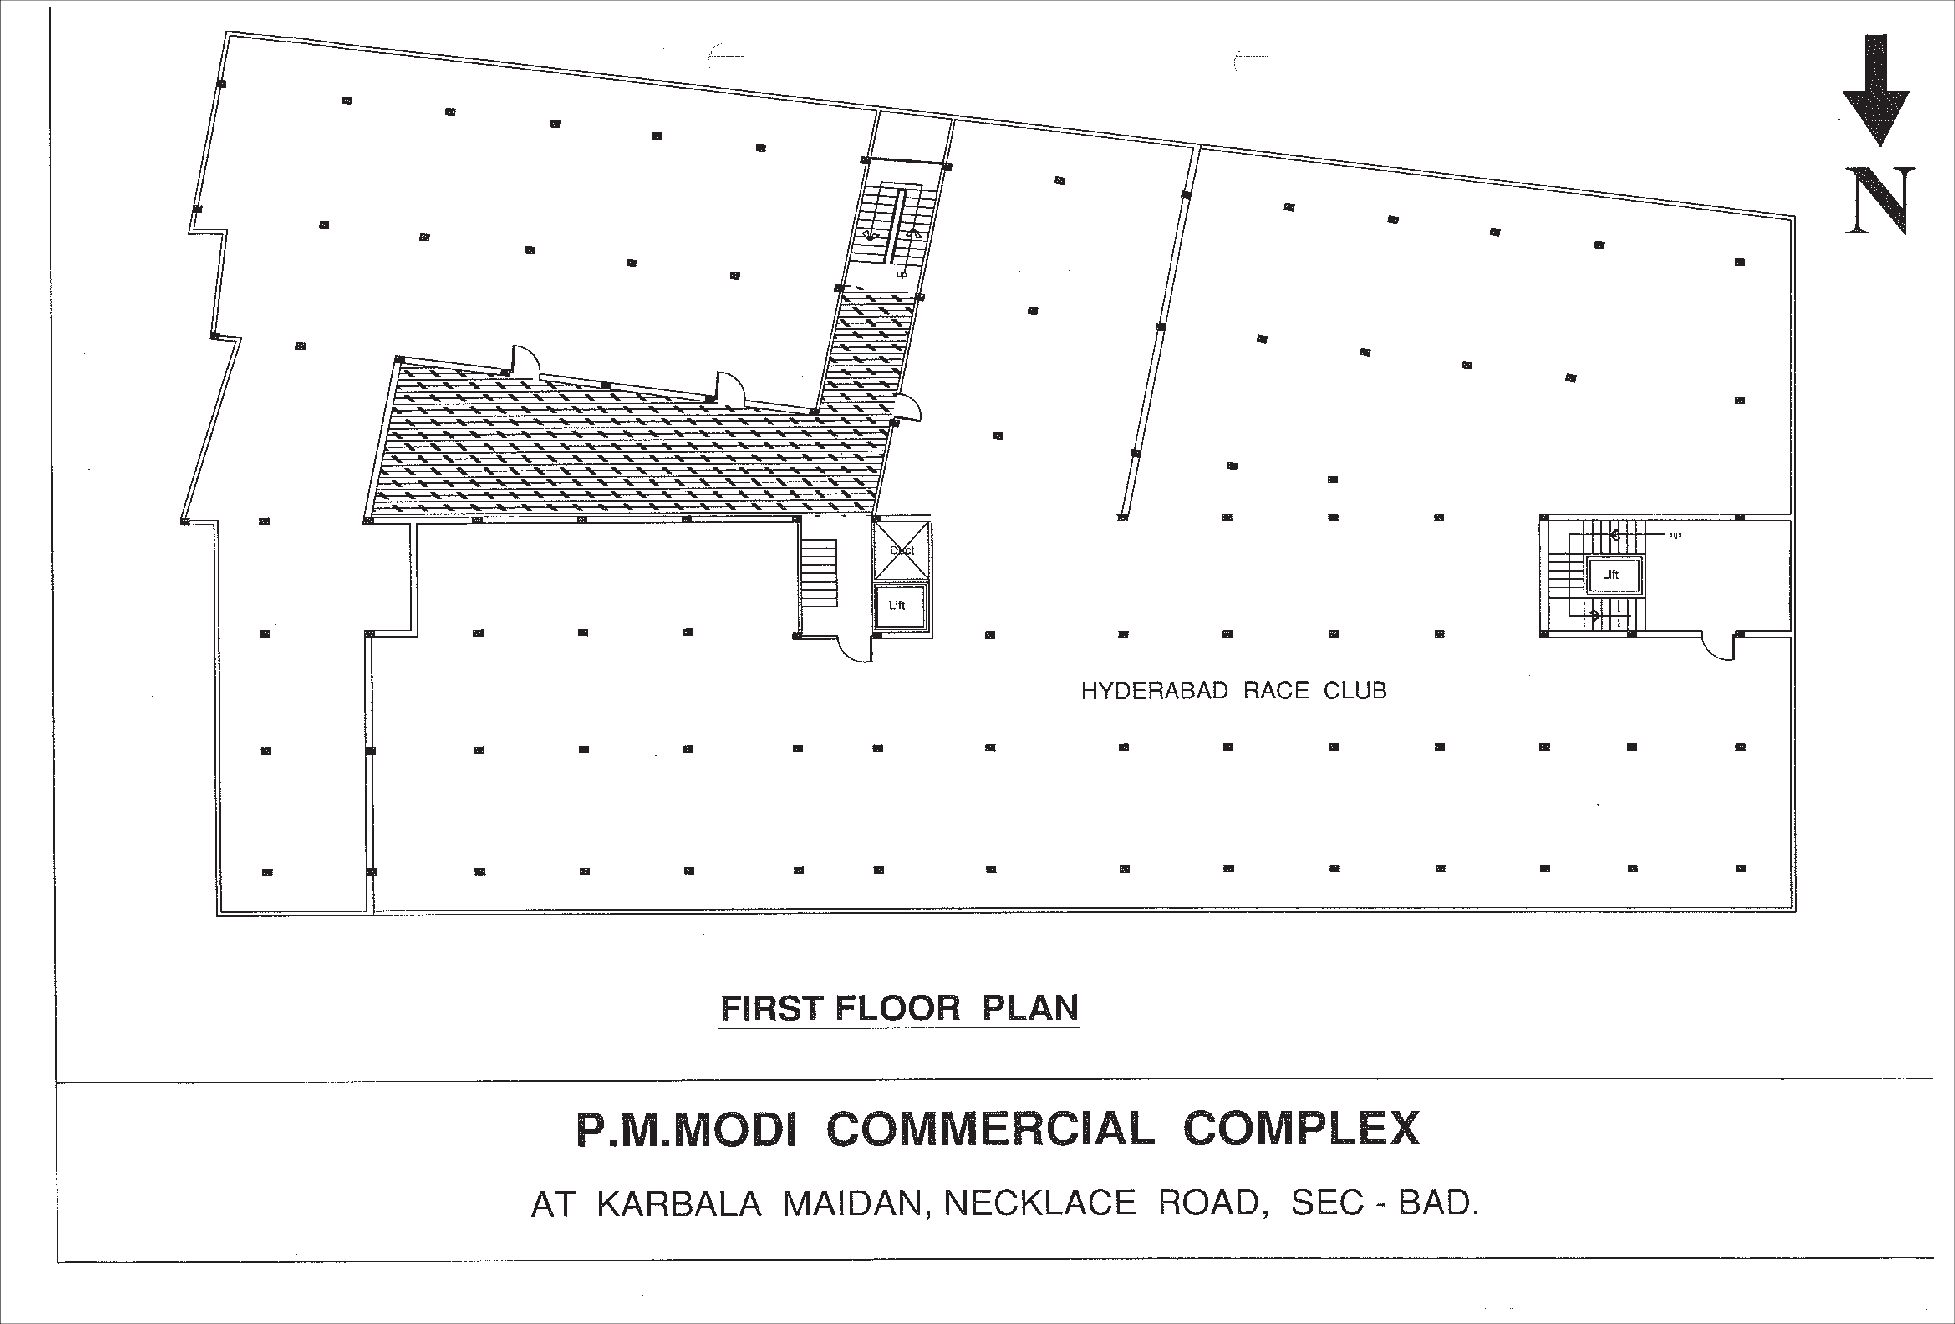 N
Duct
Lift
Lift
HYDERABAD RACE CLUB
FIRST FLOOR PLAN
P.M.MODI COMMERCIAL COMPLEX
AT KARBALA MAIDAN, NECKLACE ROAD, SEC - BAD.